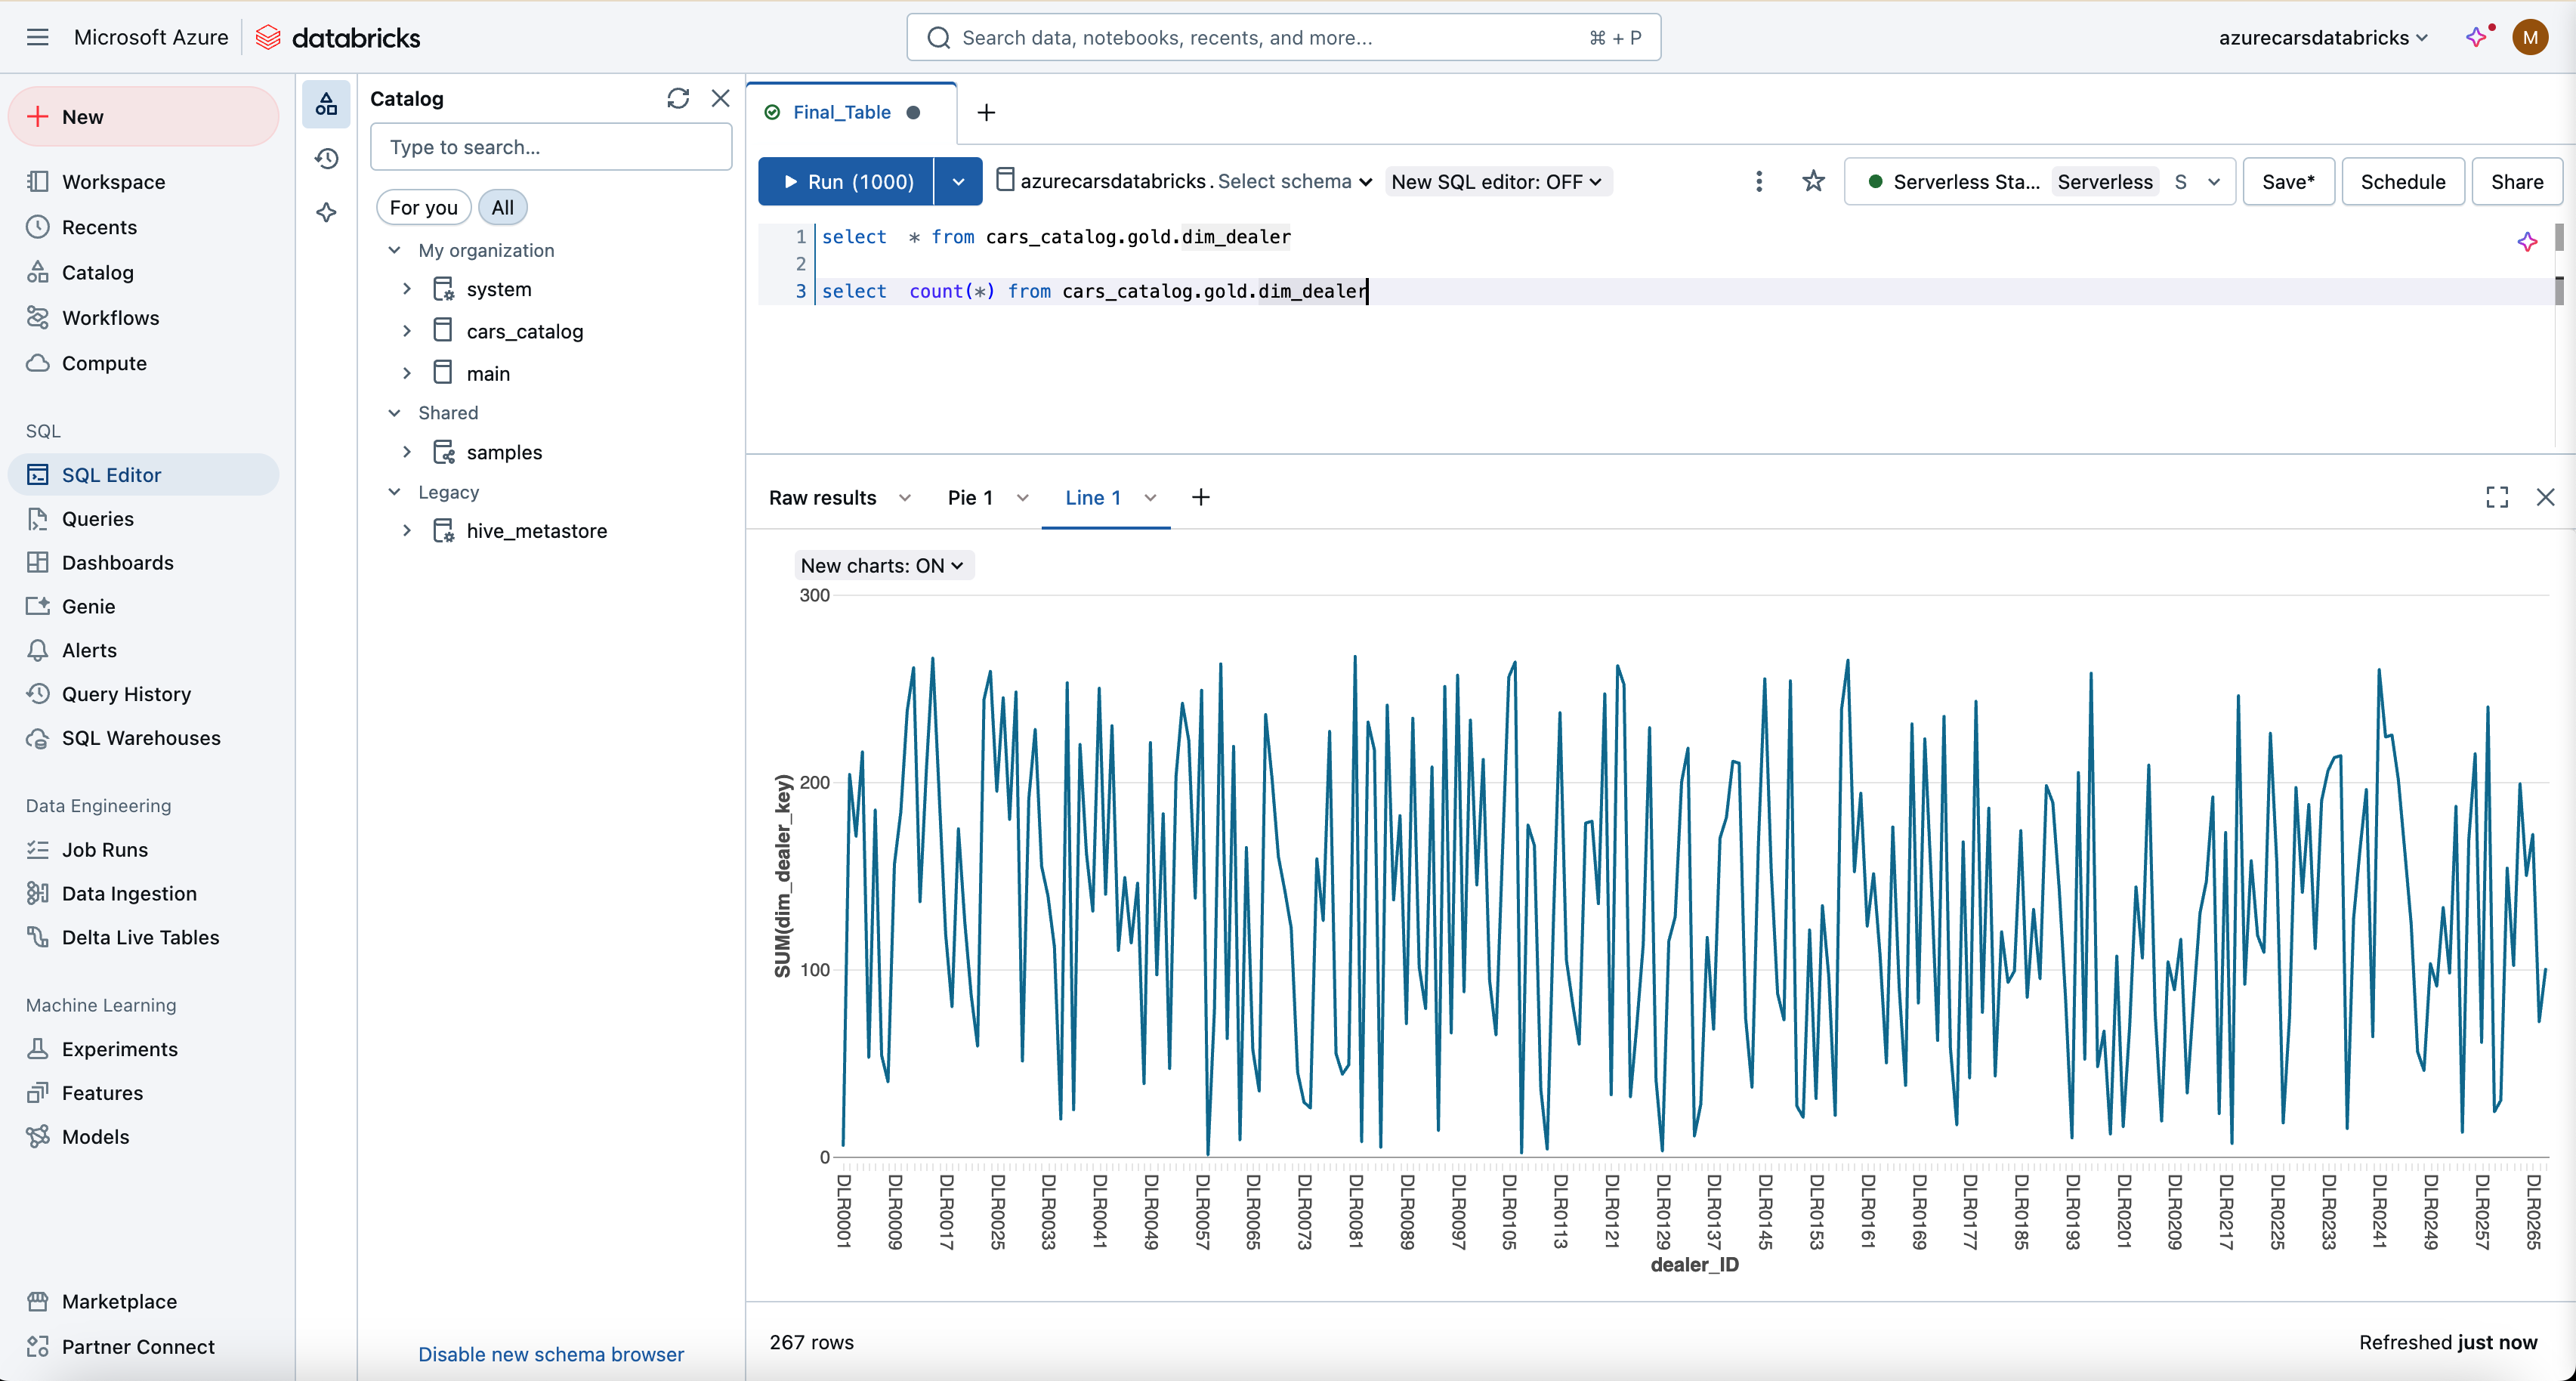 Microsoft Azure
databricks
Search data, notebooks, recents, and more...
⌘ + P
azurecarsdatabricks
M
New
Workspace
Recents
Catalog
Workflows
Compute
SQL
SQL Editor
Queries
Dashboards
Genie
Alerts
Query History
SQL Warehouses
Data Engineering
Job Runs
Data Ingestion
Delta Live Tables
Machine Learning
Experiments
Features
Models
Marketplace
Partner Connect
Catalog
Type to search...
For you
All
My organization
system
cars_catalog
main
Shared
samples
Legacy
hive_metastore
Disable new schema browser
Final_Table
Run (1000)
azurecarsdatabricks. Select schema
New SQL editor: OFF
Serverless Sta...
Serverless
S
Save*
Schedule
Share
1 select * from cars_catalog.gold.dim_dealer
2
3 select count(*) from cars_catalog.gold.dim_dealer
Raw results
Pie 1
Line 1
New charts: ON
300
200
100
0
SUM(dim_dealer_key)
DLR0001
DLR0009
DLR0017
DLR0025
DLR0033
DLR0041
DLR0049
DLR0057
DLR0065
DLR0073
DLR0081
DLR0089
DLR0097
DLR0105
DLR0113
DLR0121
DLR0129
DLR0137
DLR0145
DLR0153
DLR0161
DLR0169
DLR0177
DLR0185
DLR0193
DLR0201
DLR0209
DLR0217
DLR0225
DLR0233
DLR0241
DLR0249
DLR0257
DLR0265
dealer_ID
267 rows
Refreshed just now